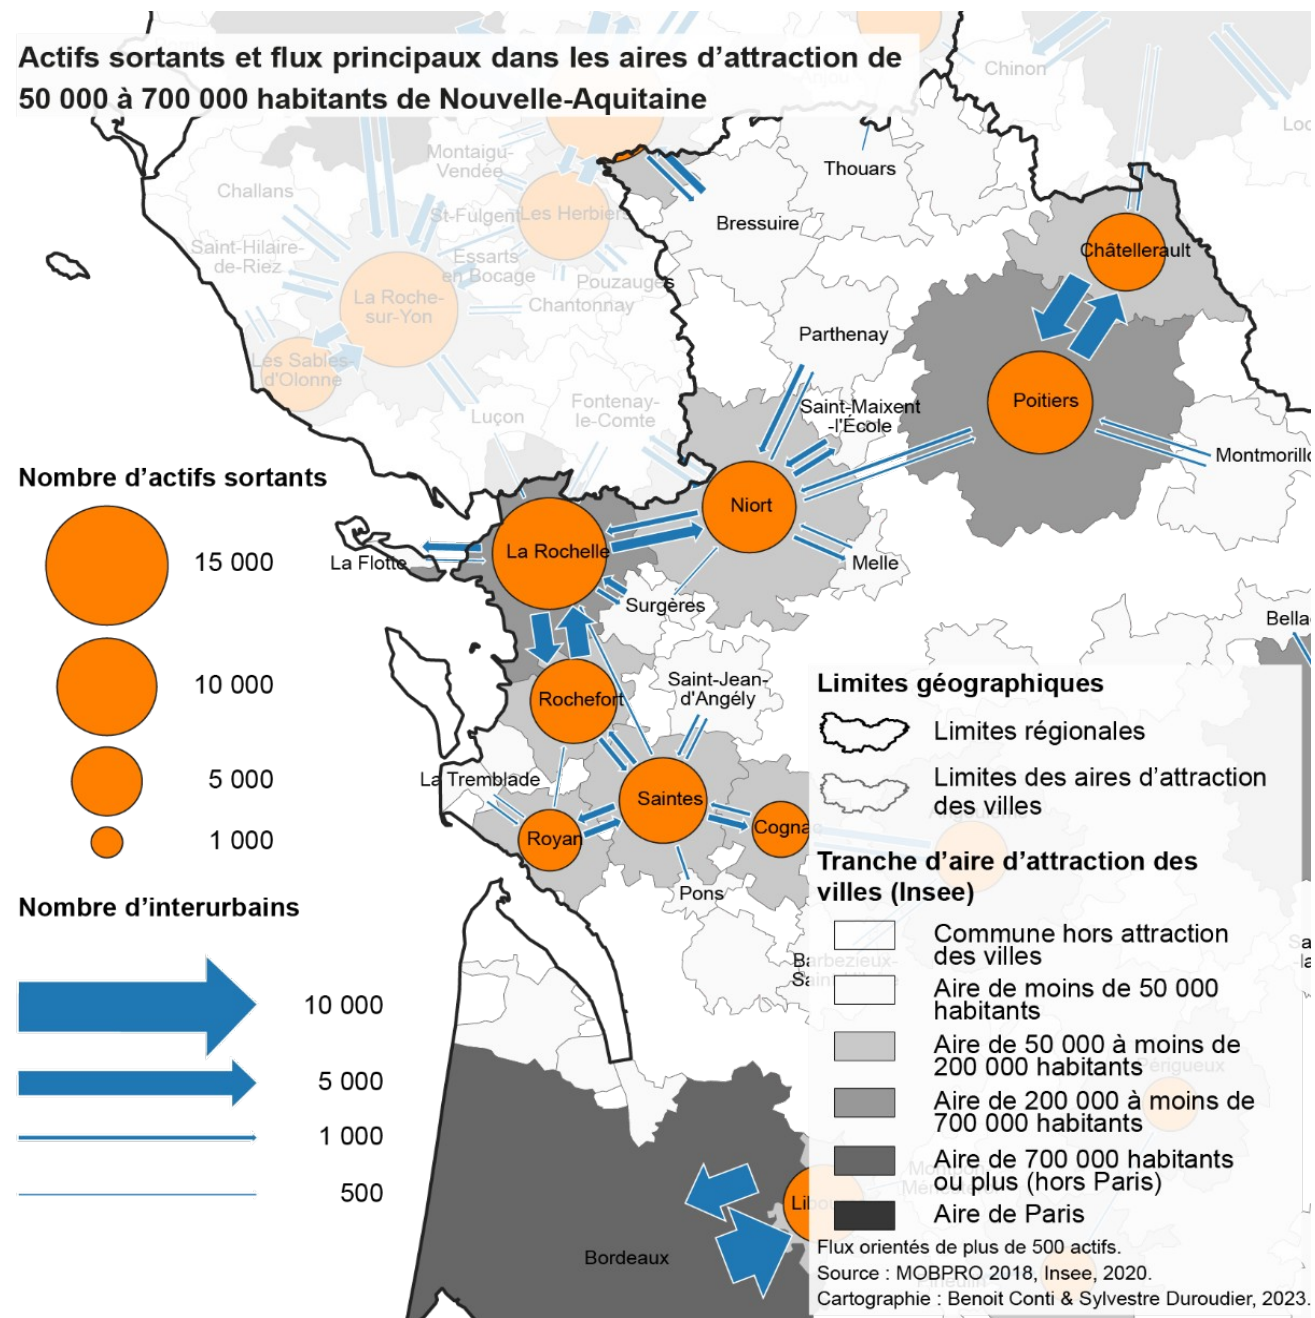 Actifs sortants et flux principaux dans les aires d’attraction de
50 000 à 700 000 habitants de Nouvelle-Aquitaine
Chinon
Montaigu-
Vendée
Thouars
Challans
St-Fulgent
Les Herbiers
Bressuire
Saint-Hilaire-
de-Riez
Essarts
en Bocage
Pouzauges
Châtellerault
La Roche-
sur-Yon
Chantonnay
Parthenay
Les Sables-
d'Olonne
Luçon
Fontenay-
le-Comte
Saint-Maixent
-l'École
Poitiers
Montmorillo
Niort
La Rochelle
La Flotte
Melle
Surgères
Bella
Saint-Jean-
d'Angély
Rochefort
La Tremblade
Saintes
Royan
Cognac
Pons
Barbezieux-
Périgueux
Libou
Bordeaux
Nombre d’actifs sortants
15 000
10 000
5 000
1 000
Nombre d’interurbains
10 000
5 000
1 000
500
Limites géographiques
Limites régionales
Limites des aires d’attraction
des villes
Tranche d’aire d’attraction des
villes (Insee)
Commune hors attraction
des villes
Aire de moins de 50 000
habitants
Aire de 50 000 à moins de
200 000 habitants
Aire de 200 000 à moins de
700 000 habitants
Aire de 700 000 habitants
ou plus (hors Paris)
Aire de Paris
Flux orientés de plus de 500 actifs.
Source : MOBPRO 2018, Insee, 2020.
Cartographie : Benoit Conti & Sylvestre Duroudier, 2023.